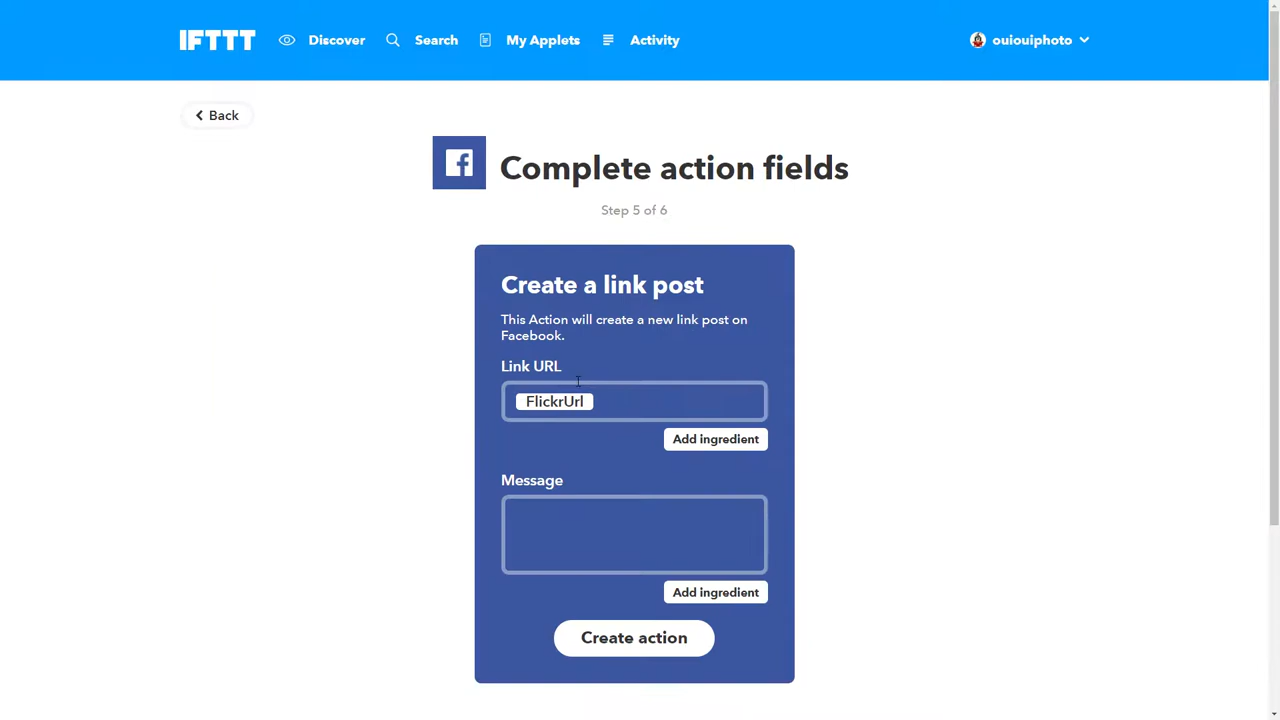 IFTTT Discover Search My Applets Activity ouiouiphoto
Back
Complete action fields
Step 5 of 6
Create a link post
This Action will create a new link post on
Facebook.
Link URL
FlickrUrl
Add ingredient
Message
Add ingredient
Create action